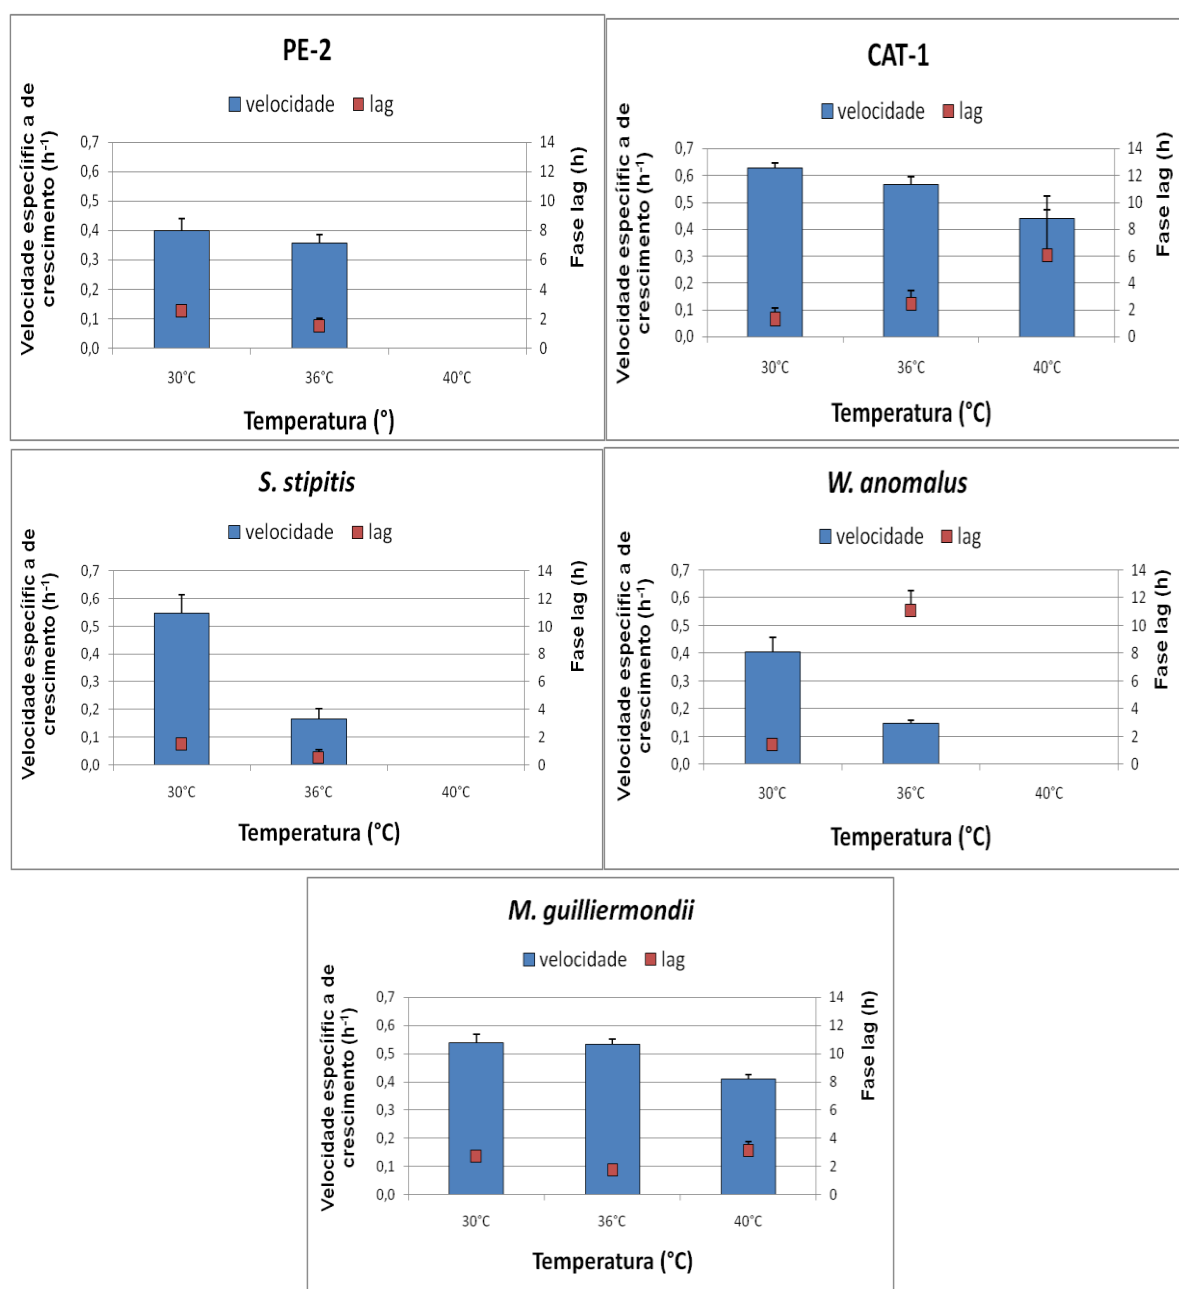 PE-2
velocidade lag
Velocidade especíific a de
crescimento (h-1)
0,7
0,6
0,5
0,4
0,3
0,2
0,1
0,0
14
12
10
8
6
4
2
0
Fase lag (h)
30°C 36°C 40°C
Temperatura (°)
CAT-1
velocidade lag
Velocidade especíific a de
crescimento (h-1)
0,7
0,6
0,5
0,4
0,3
0,2
0,1
0,0
14
12
10
8
6
4
2
0
Fase lag (h)
30°C 36°C 40°C
Temperatura (°C)
S. stipitis
velocidade lag
Velocidade especíific a de
crescimento (h-1)
0,7
0,6
0,5
0,4
0,3
0,2
0,1
0,0
14
12
10
8
6
4
2
0
Fase lag (h)
30°C 36°C 40°C
Temperatura (°C)
W. anomalus
velocidade lag
Velocidade especíific a de
crescimento (h-1)
0,7
0,6
0,5
0,4
0,3
0,2
0,1
0,0
14
12
10
8
6
4
2
0
Fase lag (h)
30°C 36°C 40°C
Temperatura (°C)
M. guilliermondii
velocidade lag
Velocidade especíific a de
crescimento (h-1)
0,7
0,6
0,5
0,4
0,3
0,2
0,1
0,0
14
12
10
8
6
4
2
0
Fase lag (h)
30°C 36°C 40°C
Temperatura (°C)